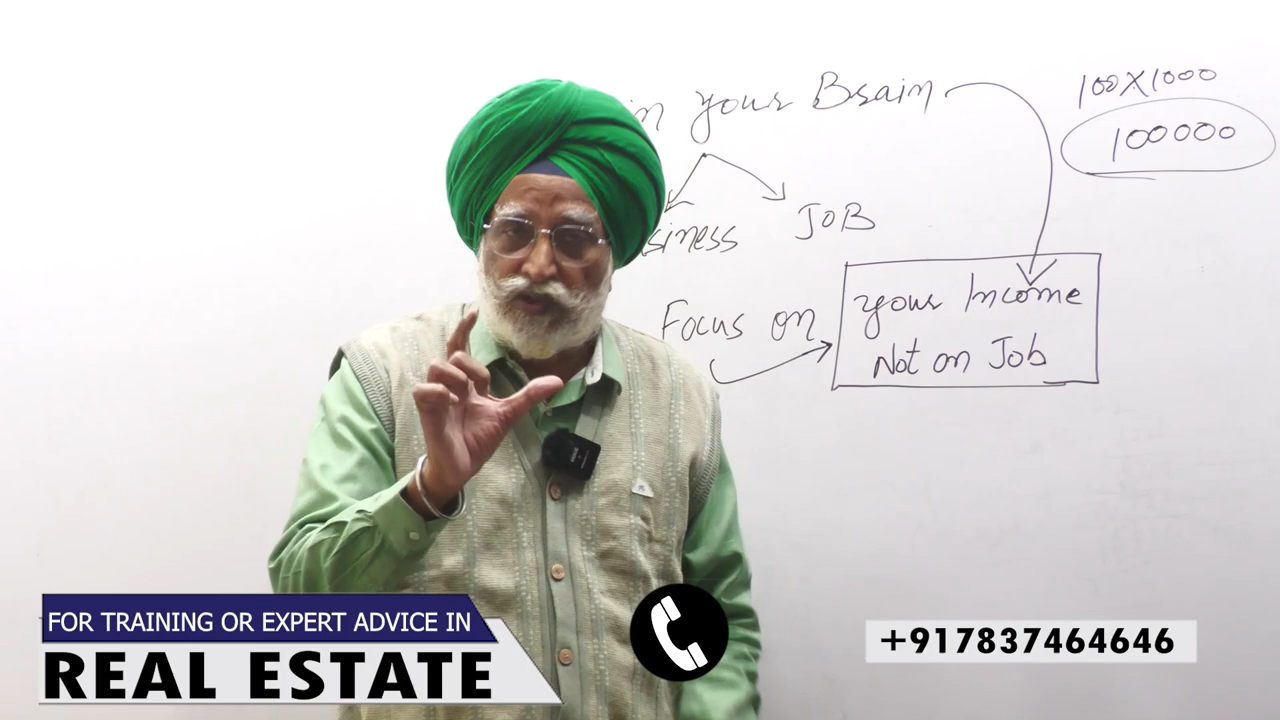 in your Brain
100X1000
100000
siness JOB
Focus on
your Income
Not on Job
FOR TRAINING OR EXPERT ADVICE IN
REAL ESTATE
+917837464646